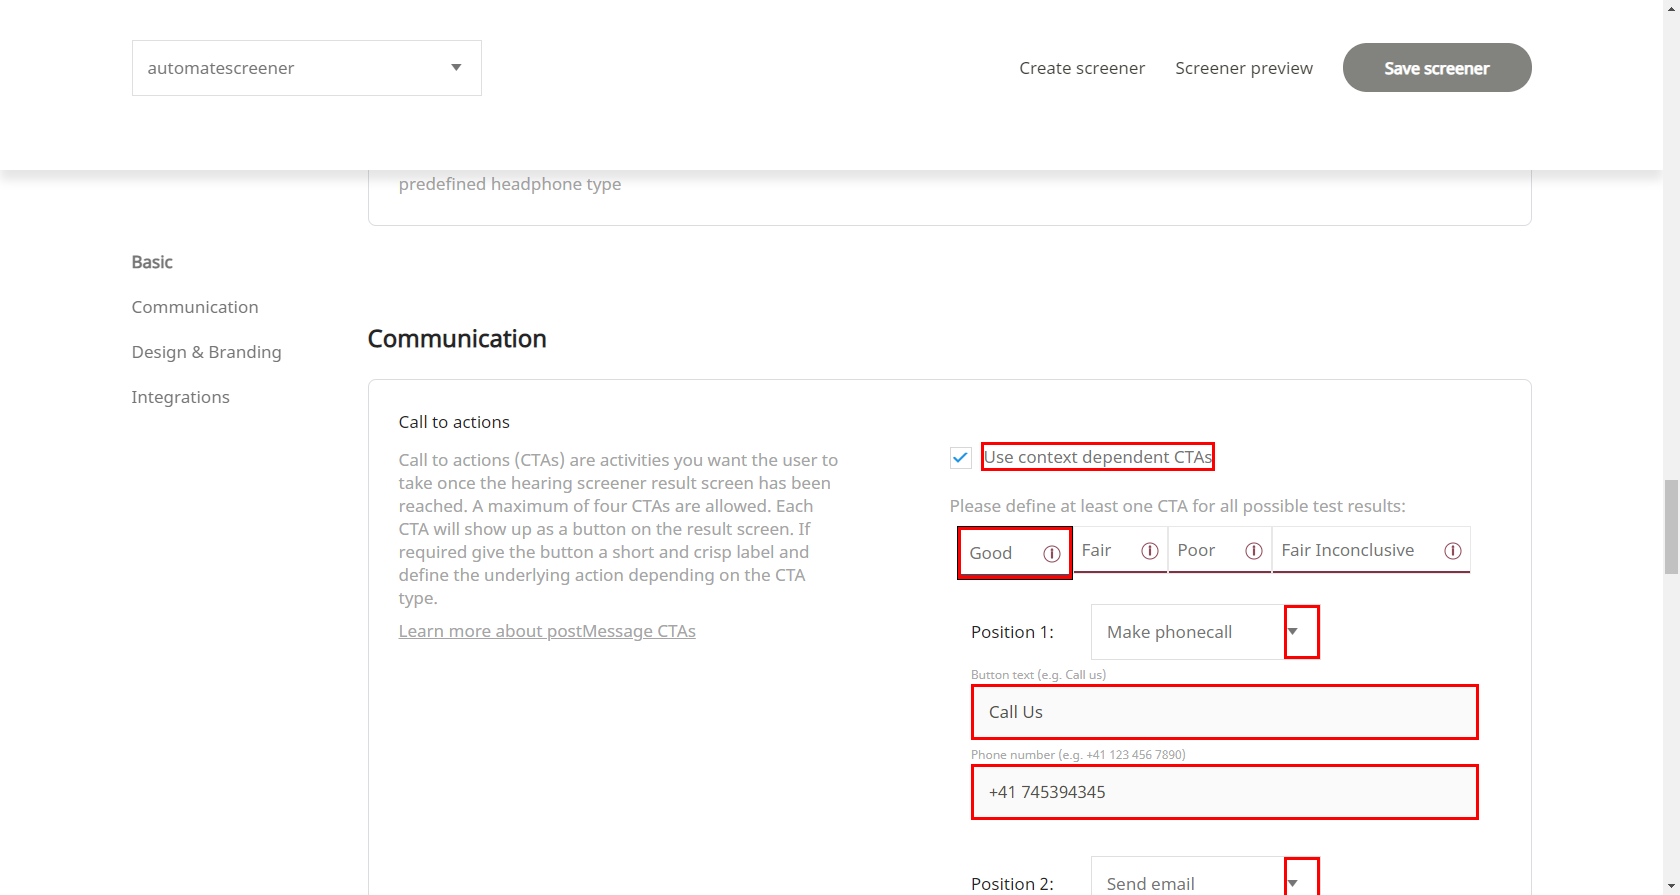 automatescreener
Create screener
Screener preview
Save screener
predefined headphone type
Basic
Communication
Design & Branding
Integrations
Communication
Call to actions
Call to actions (CTAs) are activities you want the user to
take once the hearing screener result screen has been
reached. A maximum of four CTAs are allowed. Each
CTA will show up as a button on the result screen. If
required give the button a short and crisp label and
define the underlying action depending on the CTA
type.
Learn more about postMessage CTAs
Use context dependent CTAs
Please define at least one CTA for all possible test results:
Good
Fair
Poor
Fair Inconclusive
Position 1:
Make phonecall
Button text (e.g. Call us)
Call Us
Phone number (e.g. +41 123 456 7890)
+41 745394345
Position 2:
Send email